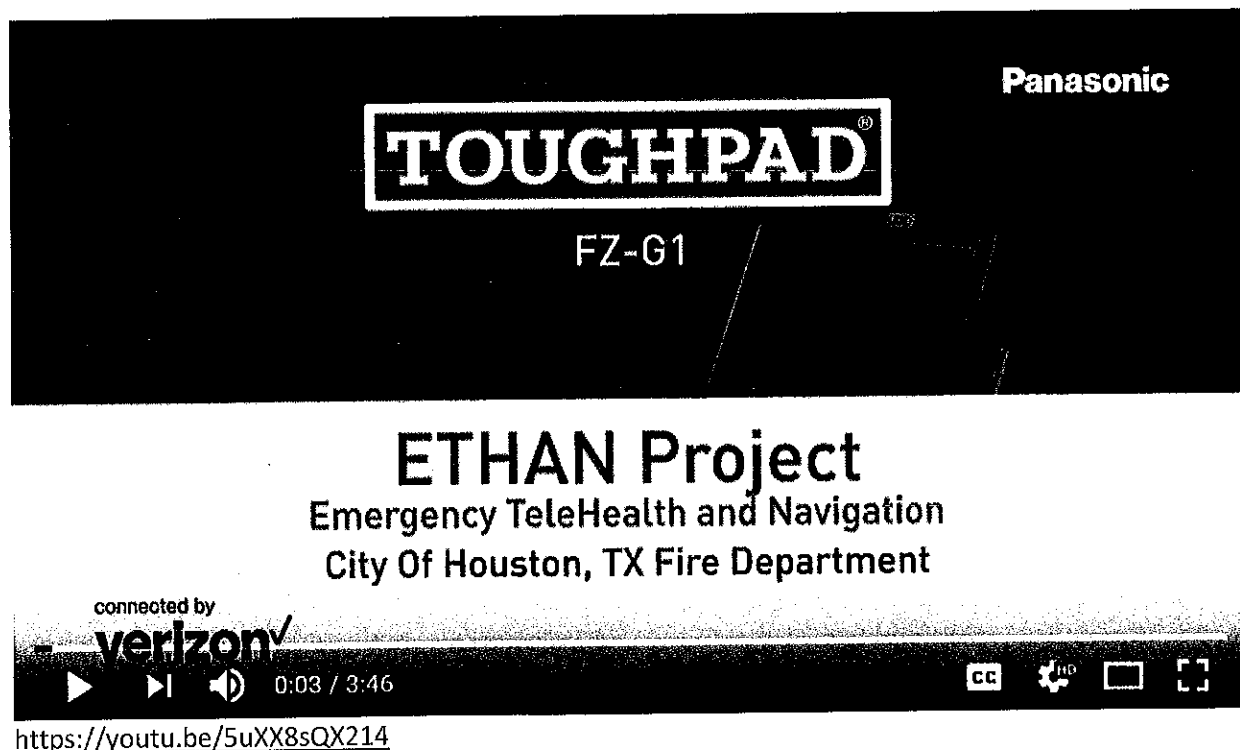 Panasonic
TOUGHPAD®
FZ-G1
ETHAN Project
Emergency TeleHealth and Navigation
City Of Houston, TX Fire Department
connected by
verizon✓
0:03 / 3:46
CC
HD
https://youtu.be/5uXX8sQX214